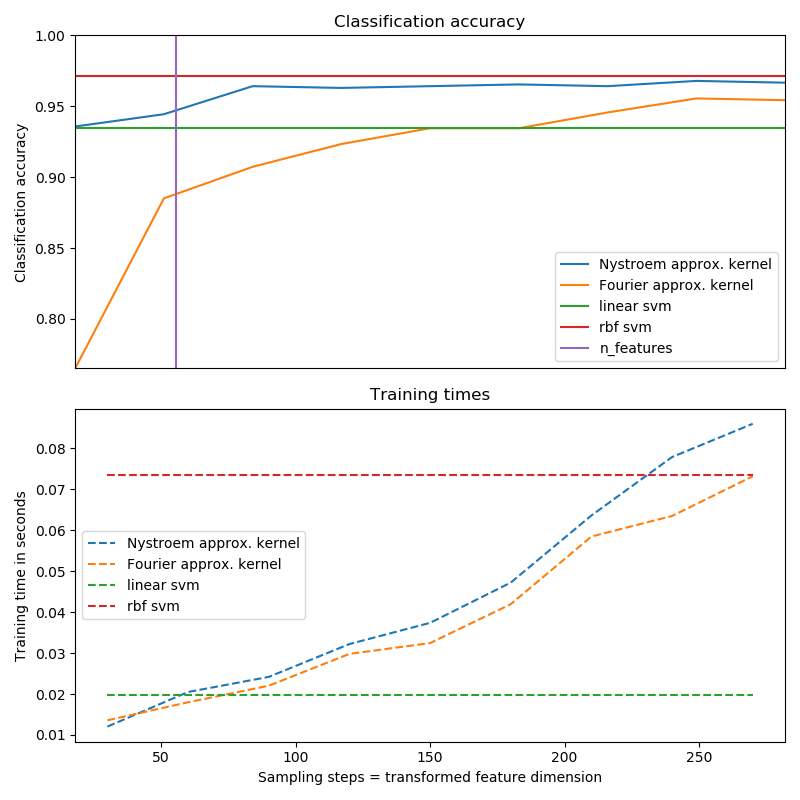 Classification accuracy
1.00
0.95
0.90
0.85
0.80
Classification accuracy
Nystroem approx. kernel
Fourier approx. kernel
linear svm
rbf svm
n_features
Training times
0.08
0.07
0.06
0.05
0.04
0.03
0.02
0.01
Training time in seconds
Nystroem approx. kernel
Fourier approx. kernel
linear svm
rbf svm
50 100 150 200 250
Sampling steps = transformed feature dimension